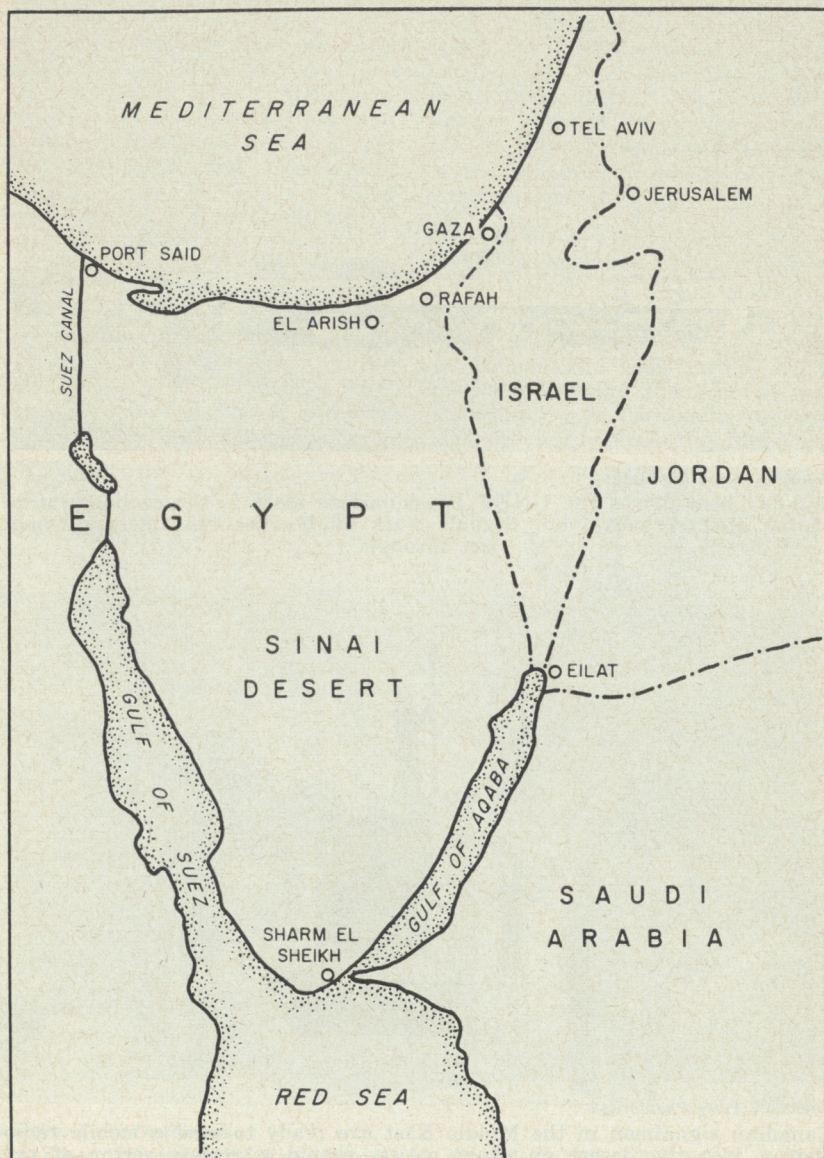 MEDITERRANEAN
SEA
TEL AVIV
JERUSALEM
GAZA
PORT SAID
RAFAH
EL ARISH
SUEZ CANAL
ISRAEL
JORDAN
EGYPT
SINAI
DESERT
EILAT
GULF OF SUEZ
GULF OF AQABA
SAUDI
ARABIA
SHARM EL
SHEIKH
RED SEA